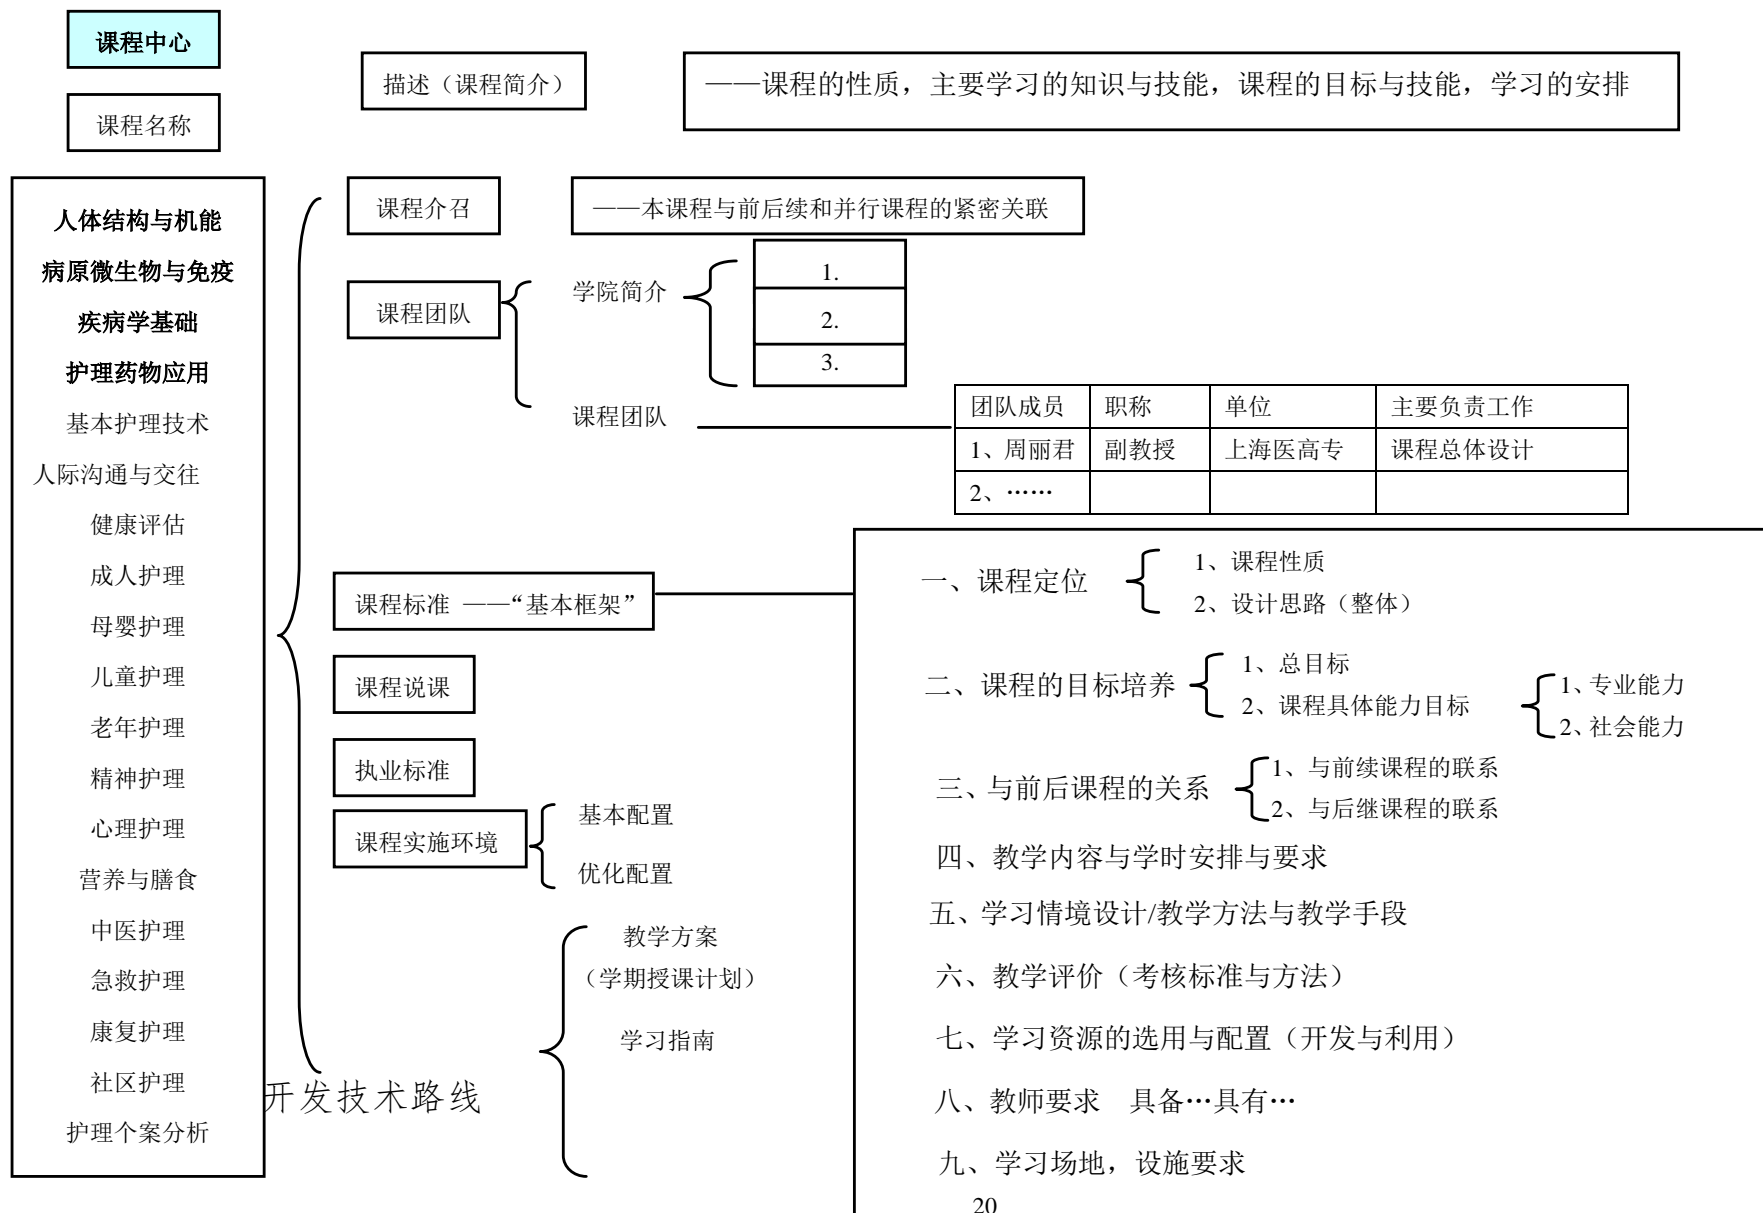 课程中心
课程名称
描述（课程简介）
——课程的性质，主要学习的知识与技能，课程的目标与技能，学习的安排
人体结构与机能
病原微生物与免疫
疾病学基础
护理药物应用
基本护理技术
人际沟通与交往
健康评估
成人护理
母婴护理
儿童护理
老年护理
精神护理
心理护理
营养与膳食
中医护理
急救护理
康复护理
社区护理
护理个案分析
课程介召
——本课程与前后续和并行课程的紧密关联
课程团队
学院简介
1.
2.
3.
课程团队
团队成员 职称 单位 主要负责工作
1、周丽君 副教授 上海医高专 课程总体设计
2、……
课程标准 ——“基本框架”
课程说课
执业标准
课程实施环境
基本配置
优化配置
开发技术路线
教学方案
（学期授课计划）
学习指南
一、课程定位
1、课程性质
2、设计思路（整体）
二、课程的目标培养
1、总目标
2、课程具体能力目标
1、专业能力
2、社会能力
三、与前后课程的关系
1、与前续课程的联系
2、与后继课程的联系
四、教学内容与学时安排与要求
五、学习情境设计/教学方法与教学手段
六、教学评价（考核标准与方法）
七、学习资源的选用与配置（开发与利用）
八、教师要求 具备…具有…
九、学习场地，设施要求
20